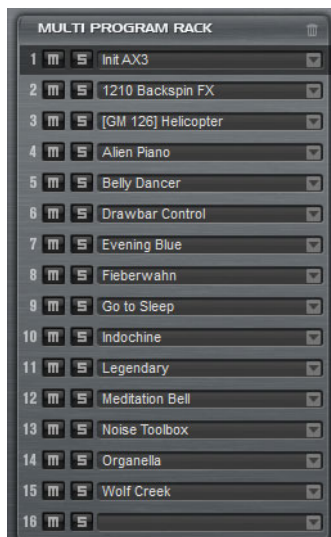 MULTI PROGRAM RACK
1 m S Init AX3
2 m S 1210 Backspin FX
3 m S [GM 126] Helicopter
4 m S Alien Piano
5 m S Belly Dancer
6 m S Drawbar Control
7 m S Evening Blue
8 m S Fieberwahn
9 m S Go to Sleep
10 m S Indochine
11 m S Legendary
12 m S Meditation Bell
13 m S Noise Toolbox
14 m S Organella
15 m S Wolf Creek
16 m S